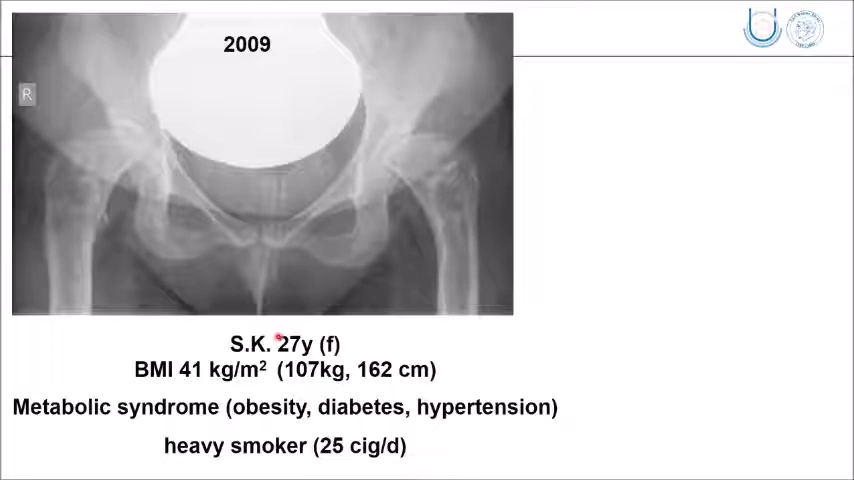 2009
R
S.K. 27y (f)
BMI 41 kg/m² (107kg, 162 cm)
Metabolic syndrome (obesity, diabetes, hypertension)
heavy smoker (25 cig/d)